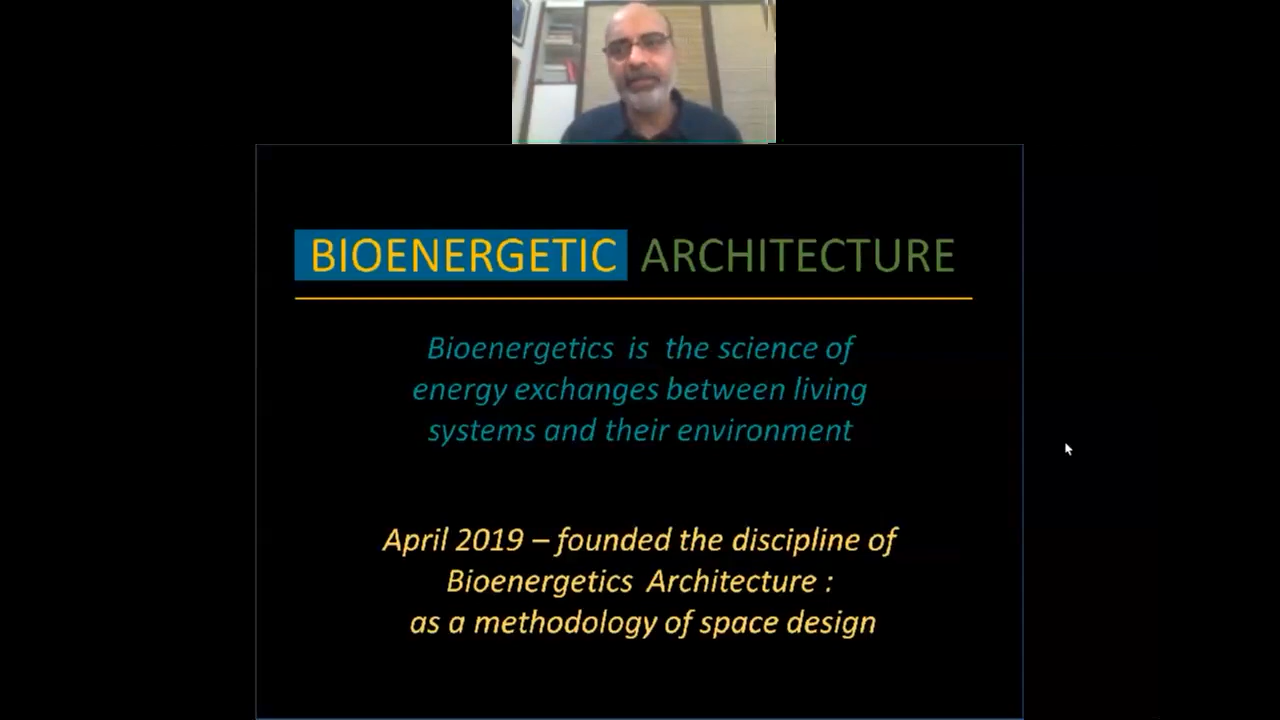 BIOENERGETIC ARCHITECTURE
Bioenergetics is the science of
energy exchanges between living
systems and their environment
April 2019 – founded the discipline of
Bioenergetics Architecture :
as a methodology of space design